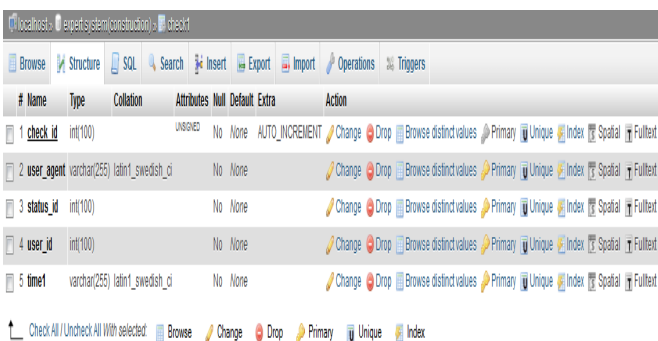 localhost » expert system (construction) » check1
Browse Structure SQL Search Insert Export Import Operations Triggers
# Name Type Collation Attributes Null Default Extra Action
1 check_id int(100) UNSIGNED No None AUTO_INCREMENT Change Drop Browse distinct values Primary Unique Index Spatial Fulltext
2 user_agent varchar(255) latin1_swedish_ci No None Change Drop Browse distinct values Primary Unique Index Spatial Fulltext
3 status_id int(100) No None Change Drop Browse distinct values Primary Unique Index Spatial Fulltext
4 user_id int(100) No None Change Drop Browse distinct values Primary Unique Index Spatial Fulltext
5 time1 varchar(255) latin1_swedish_ci No None Change Drop Browse distinct values Primary Unique Index Spatial Fulltext
Check All / Uncheck All With selected: Browse Change Drop Primary Unique Index